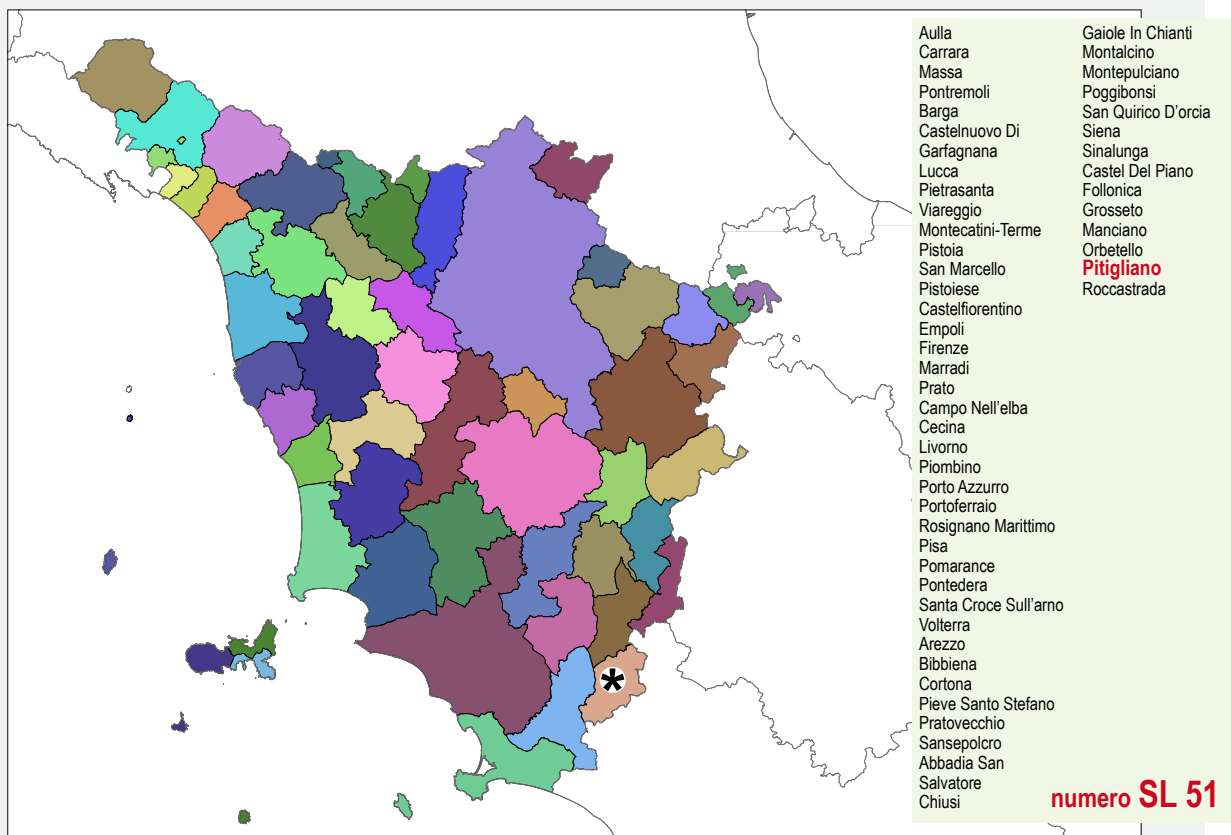 Aulla
Carrara
Massa
Pontremoli
Barga
Castelnuovo Di
Garfagnana
Lucca
Pietrasanta
Viareggio
Montecatini-Terme
Pistoia
San Marcello
Pistoiese
Castelfiorentino
Empoli
Firenze
Marradi
Prato
Campo Nell'elba
Cecina
Livorno
Piombino
Porto Azzurro
Portoferraio
Rosignano Marittimo
Pisa
Pomarance
Pontedera
Santa Croce Sull'arno
Volterra
Arezzo
Bibbiena
Cortona
Pieve Santo Stefano
Pratovecchio
Sansepolcro
Abbadia San
Salvatore
Chiusi
Gaiole In Chianti
Montalcino
Montepulciano
Poggibonsi
San Quirico D'orcia
Siena
Sinalunga
Castel Del Piano
Follonica
Grosseto
Manciano
Orbetello
Pitigliano
Roccastrada
numero SL 51
*